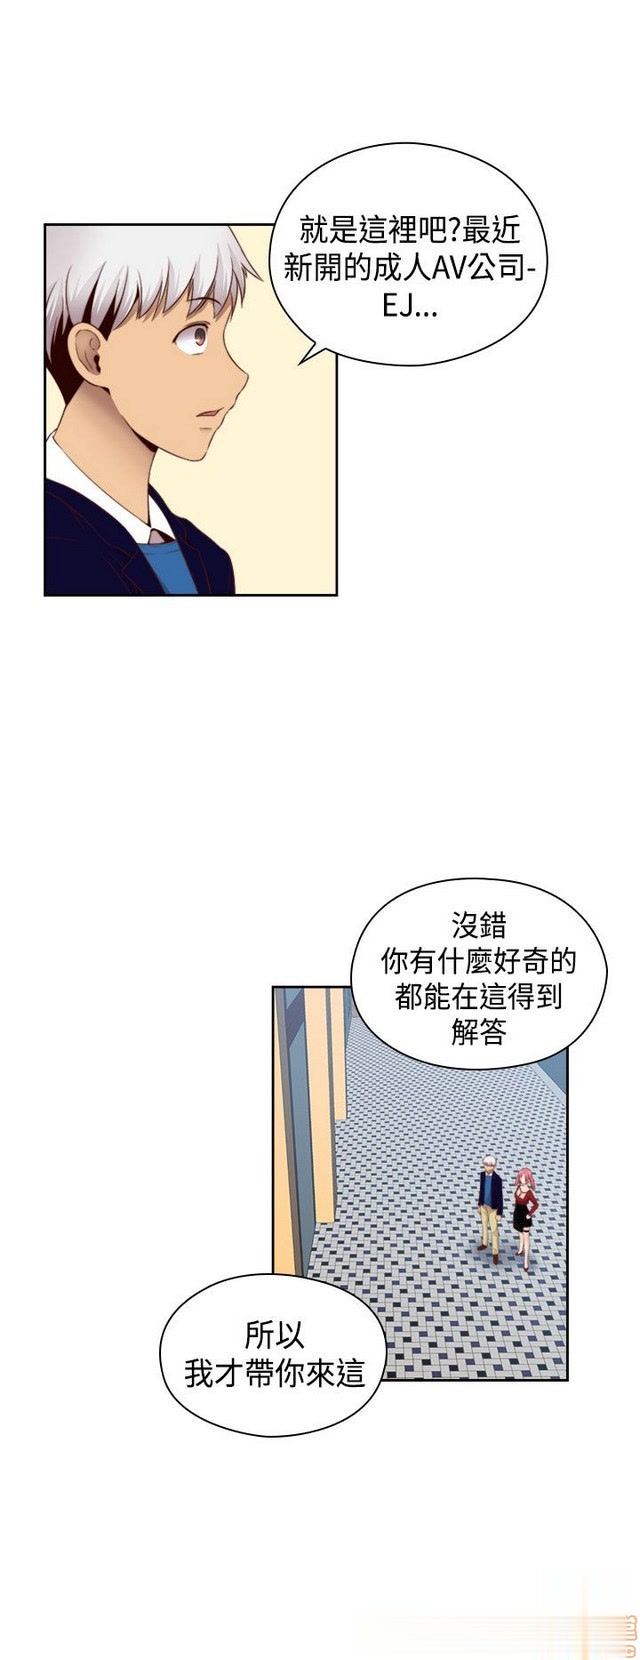 就是這裡吧?最近
新開的成人AV公司-
EJ...
沒錯
你有什麼好奇的
都能在這得到
解答
所以
我才帶你來這